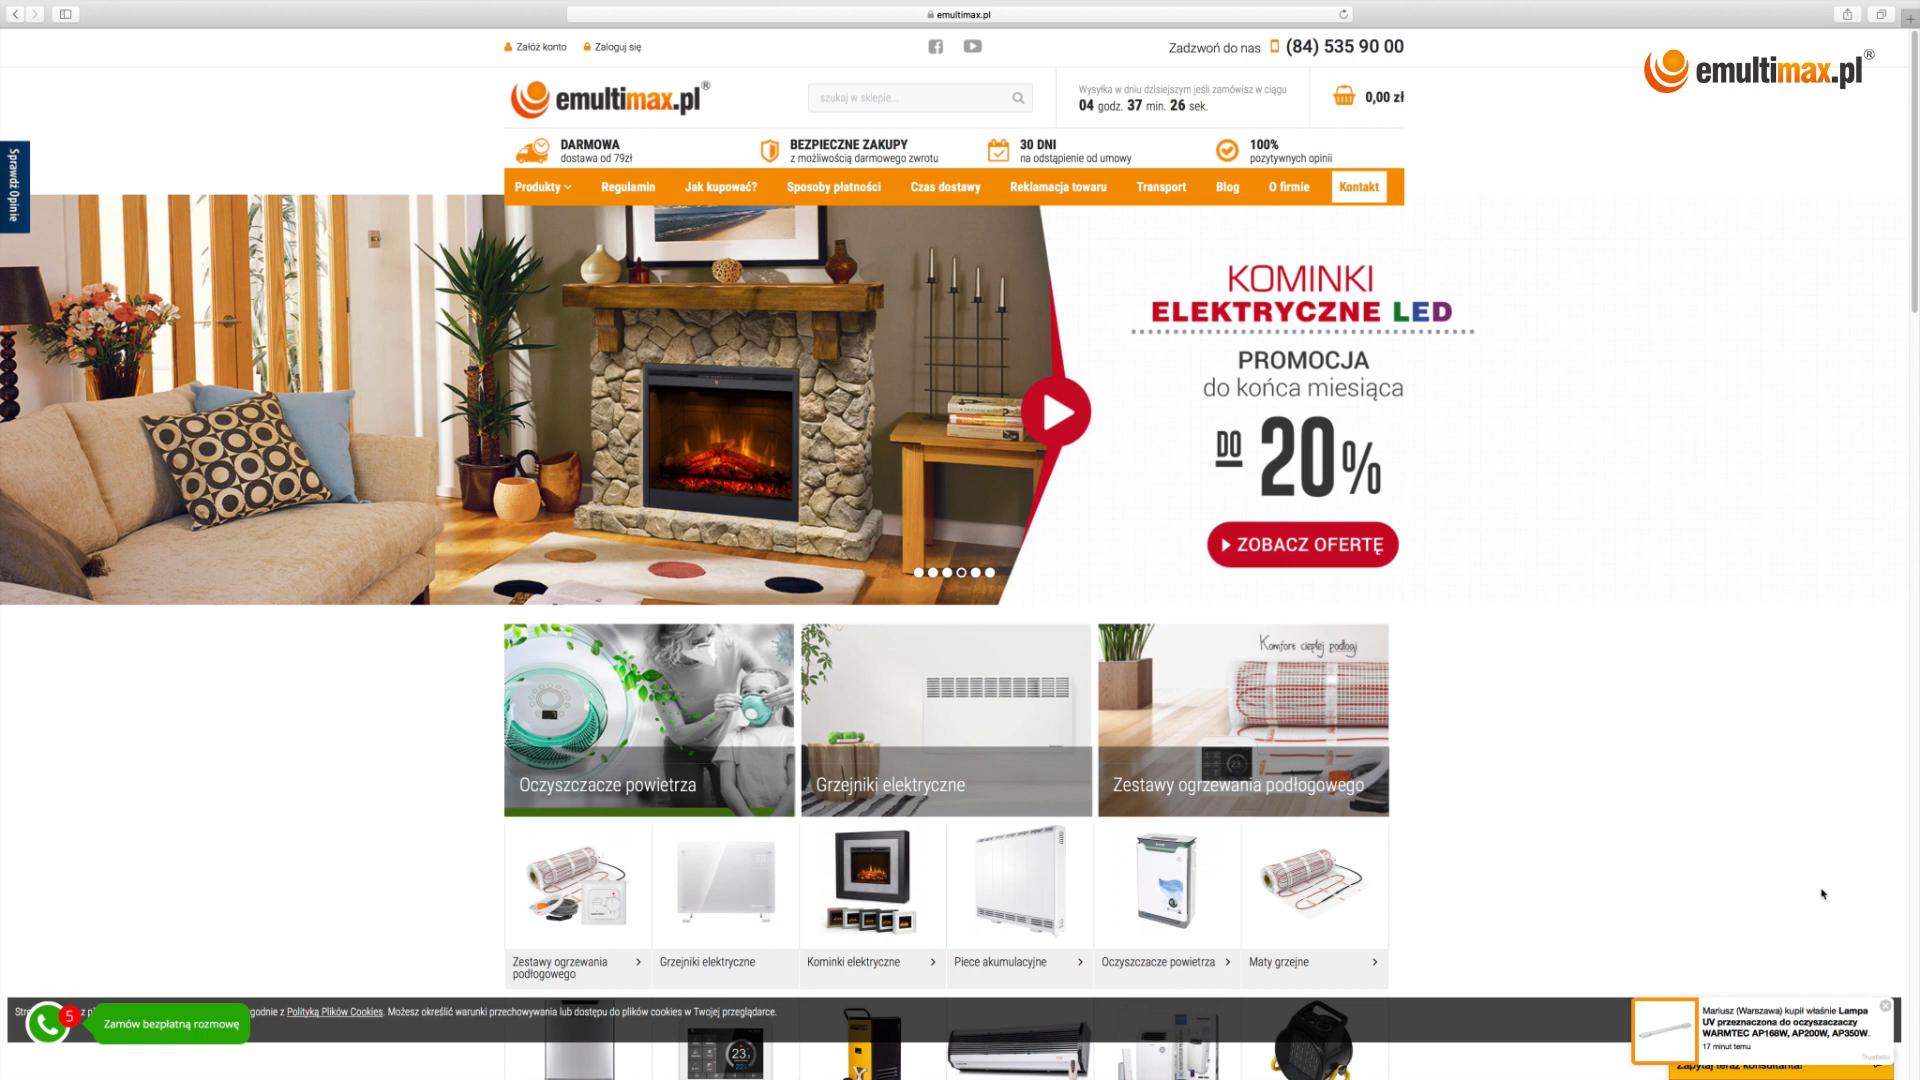 emultimax.pl
Załóż konto
Zaloguj się
Zadzwoń do nas (84) 535 90 00
emultimax.pl®
emultimax.pl®
szukaj w sklepie...
Wysyłka w dniu dzisiejszym jeśli zamówisz w ciągu
04 godz. 37 min. 26 sek.
0,00 zł
DARMOWA
dostawa od 79zł
BEZPIECZNE ZAKUPY
z możliwością darmowego zwrotu
30 DNI
na odstąpienie od umowy
100%
pozytywnych opinii
Sprawdź Opinie
Produkty
Regulamin
Jak kupować?
Sposoby płatności
Czas dostawy
Reklamacja towaru
Transport
Blog
O firmie
Kontakt
KOMINKI
ELEKTRYCZNE LED
PROMOCJA
do końca miesiąca
DO 20%
ZOBACZ OFERTĘ
Komfort ciepłej podłogi
Oczyszczacze powietrza
Grzejniki elektryczne
Zestawy ogrzewania podłogowego
Zestawy ogrzewania
podłogowego
Grzejniki elektryczne
Kominki elektryczne
Piece akumulacyjne
Oczyszczacze powietrza
Maty grzejne
godnie z Polityką Plików Cookies. Możesz określić warunki przechowywania lub dostępu do plików cookies w Twojej przeglądarce.
5
Zamów bezpłatną rozmowę
Mariusz (Warszawa) kupił właśnie Lampa
UV przeznaczona do oczyszaczaczy
WARMTEC AP168W, AP200W, AP350W.
17 minut temu
Zapytaj teraz konsultanta!